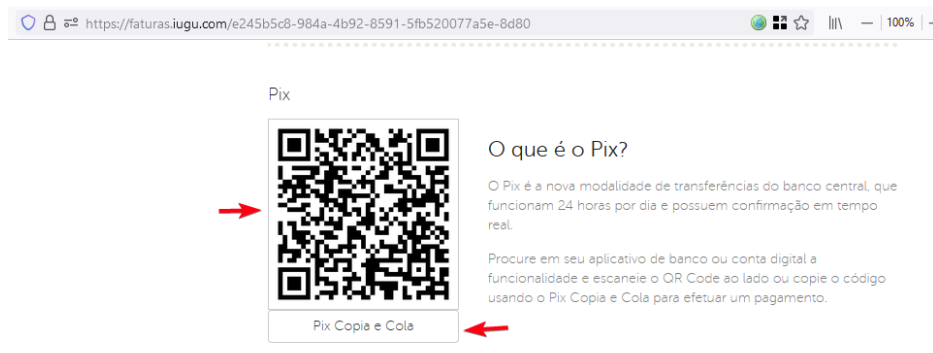 https://faturas.iugu.com/e245b5c8-984a-4b92-8591-5fb520077a5e-8d80
100%
Pix
O que é o Pix?
O Pix é a nova modalidade de transferências do banco central, que
funcionam 24 horas por dia e possuem confirmação em tempo
real.
Procure em seu aplicativo de banco ou conta digital a
funcionalidade e escaneie o QR Code ao lado ou copie o código
usando o Pix Copia e Cola para efetuar um pagamento.
Pix Copia e Cola